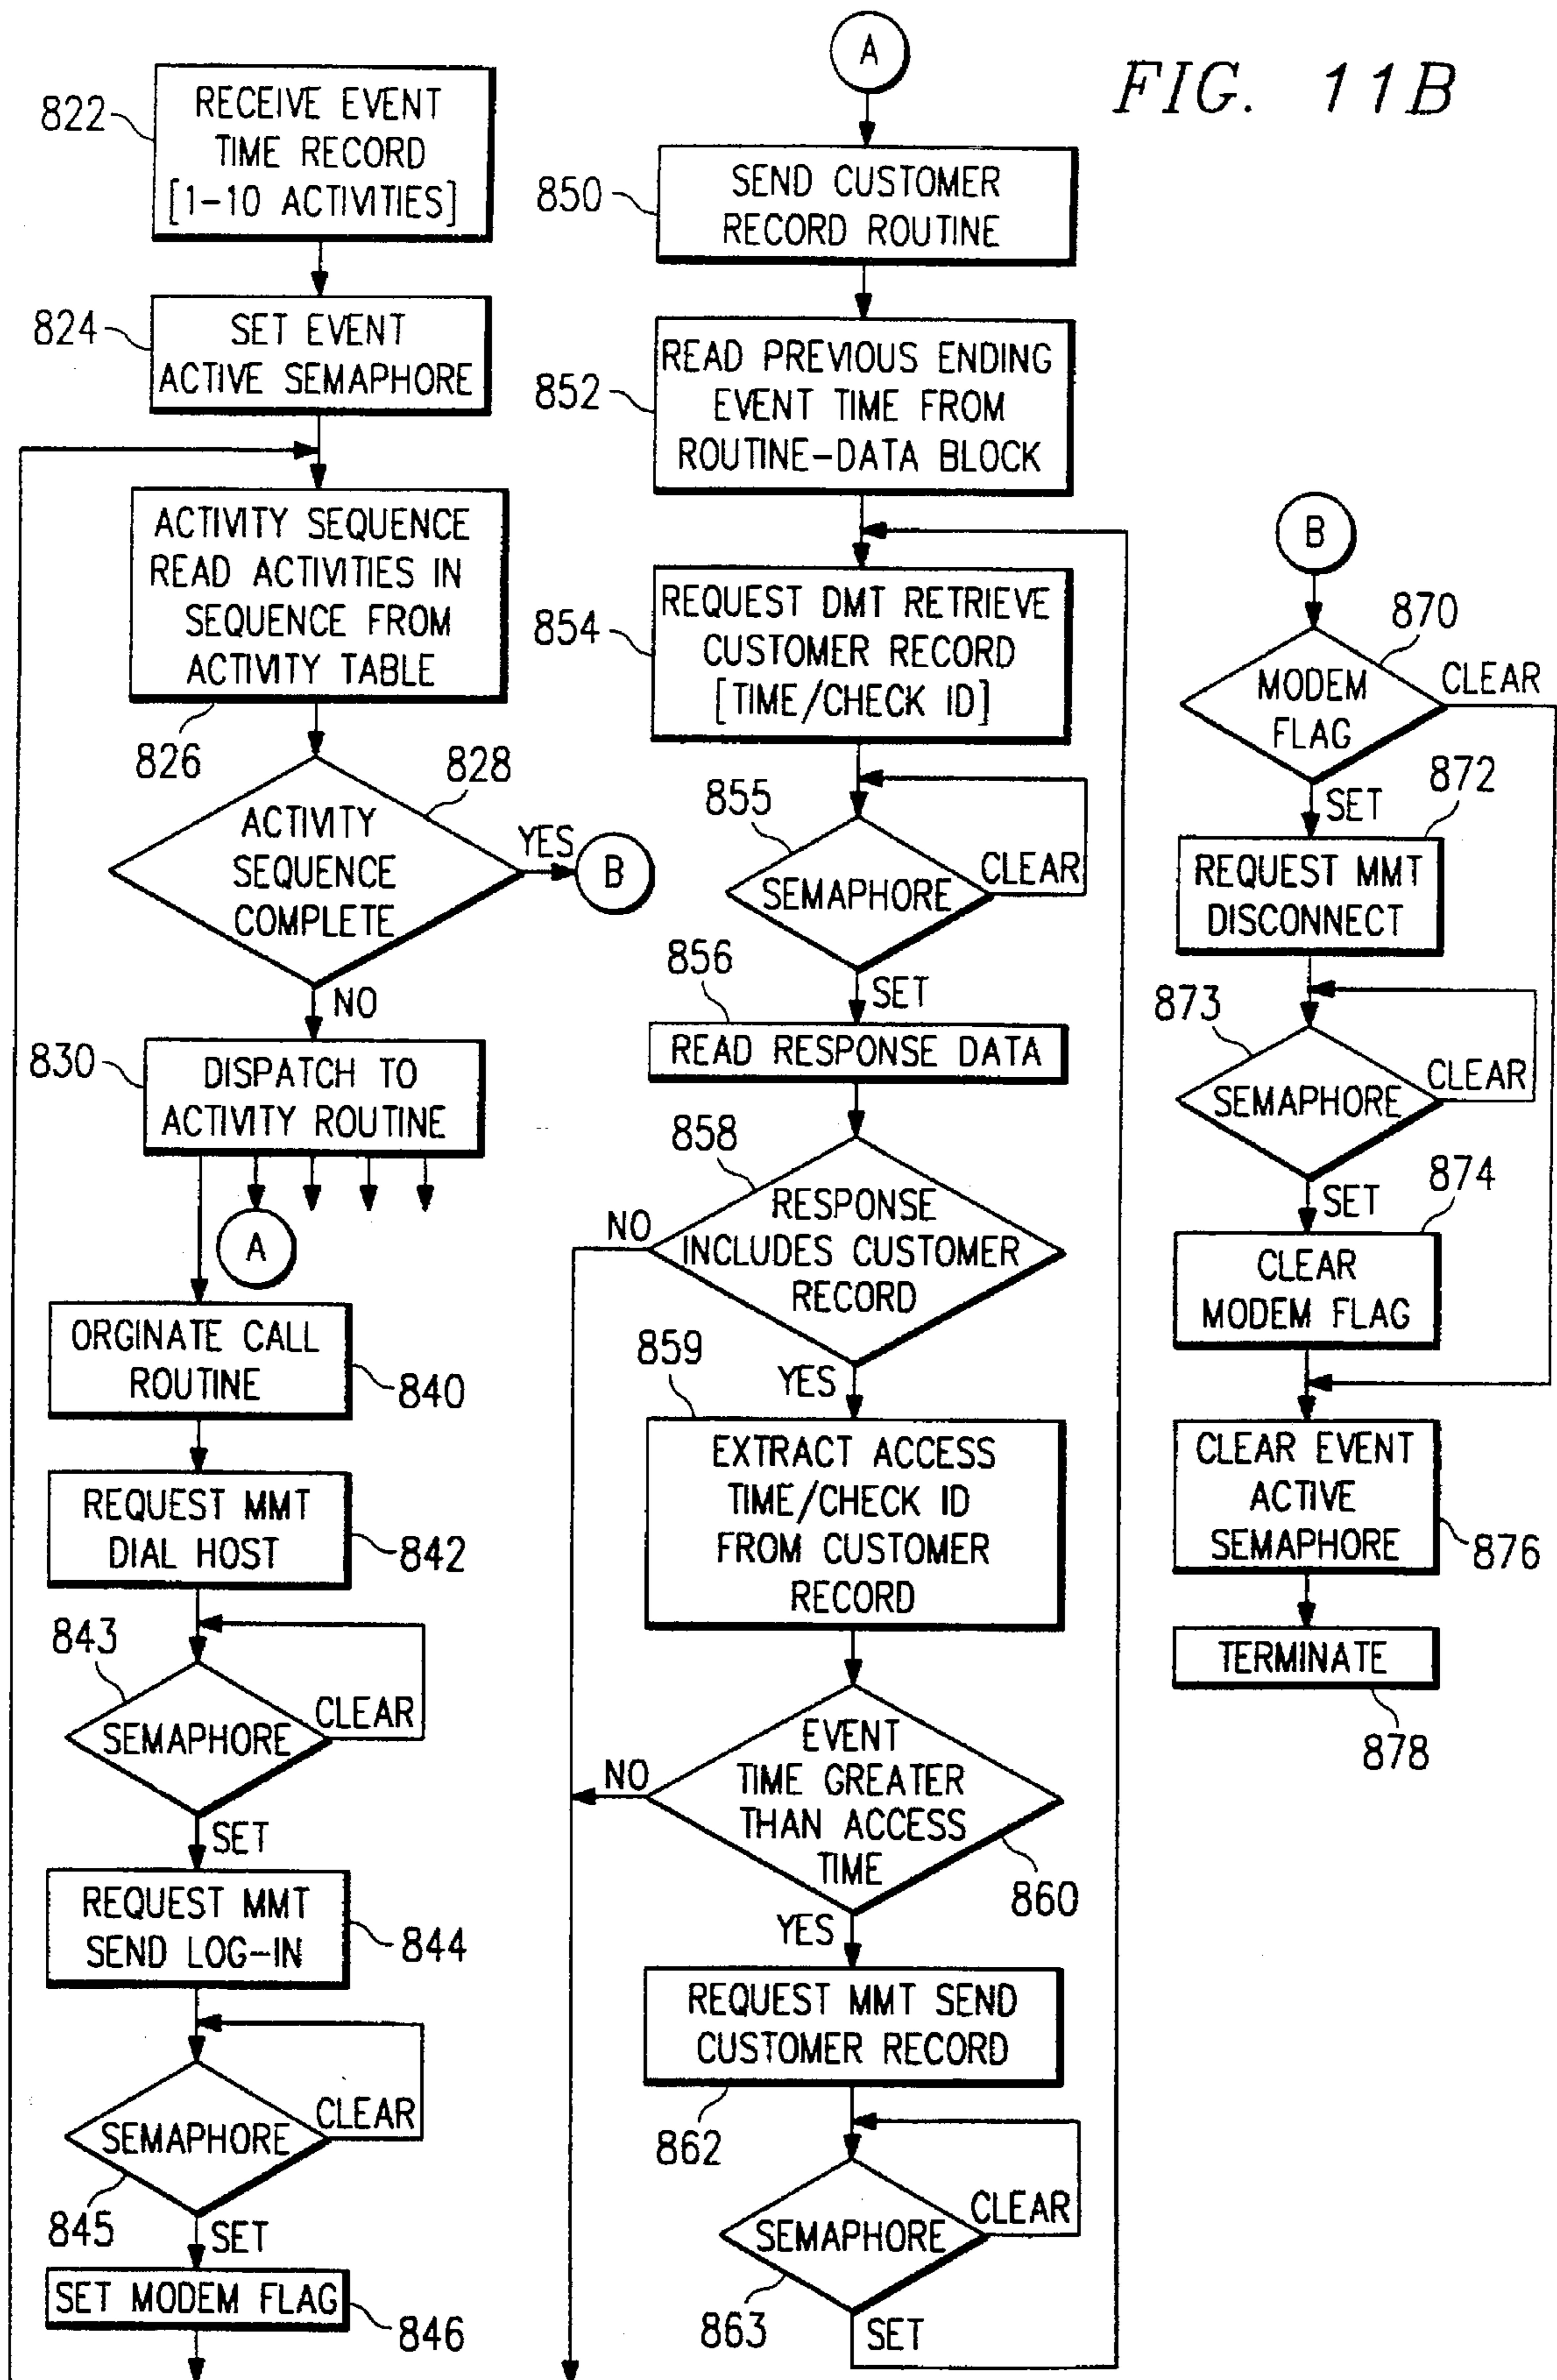 FIG. 11B
822
RECEIVE EVENT
TIME RECORD
[1-10 ACTIVITIES]
824
SET EVENT
ACTIVE SEMAPHORE
ACTIVITY SEQUENCE
READ ACTIVITIES IN
SEQUENCE FROM
ACTIVITY TABLE
826
828
ACTIVITY
SEQUENCE
COMPLETE
YES
B
NO
830
DISPATCH TO
ACTIVITY ROUTINE
A
ORGINATE CALL
ROUTINE
840
REQUEST MMT
DIAL HOST
842
843
SEMAPHORE
CLEAR
SET
REQUEST MMT
SEND LOG-IN
844
SEMAPHORE
CLEAR
845
SET
SET MODEM FLAG
846
A
850
SEND CUSTOMER
RECORD ROUTINE
852
READ PREVIOUS ENDING
EVENT TIME FROM
ROUTINE-DATA BLOCK
854
REQUEST DMT RETRIEVE
CUSTOMER RECORD
[TIME/CHECK ID]
855
SEMAPHORE
CLEAR
856
SET
READ RESPONSE DATA
858
RESPONSE
INCLUDES CUSTOMER
RECORD
NO
859
YES
EXTRACT ACCESS
TIME/CHECK ID
FROM CUSTOMER
RECORD
EVENT
TIME GREATER
THAN ACCESS
TIME
NO
860
YES
REQUEST MMT SEND
CUSTOMER RECORD
862
SEMAPHORE
CLEAR
863
SET
B
870
MODEM
FLAG
CLEAR
SET
872
REQUEST MMT
DISCONNECT
873
SEMAPHORE
CLEAR
SET
874
CLEAR
MODEM FLAG
CLEAR EVENT
ACTIVE
SEMAPHORE
876
TERMINATE
878